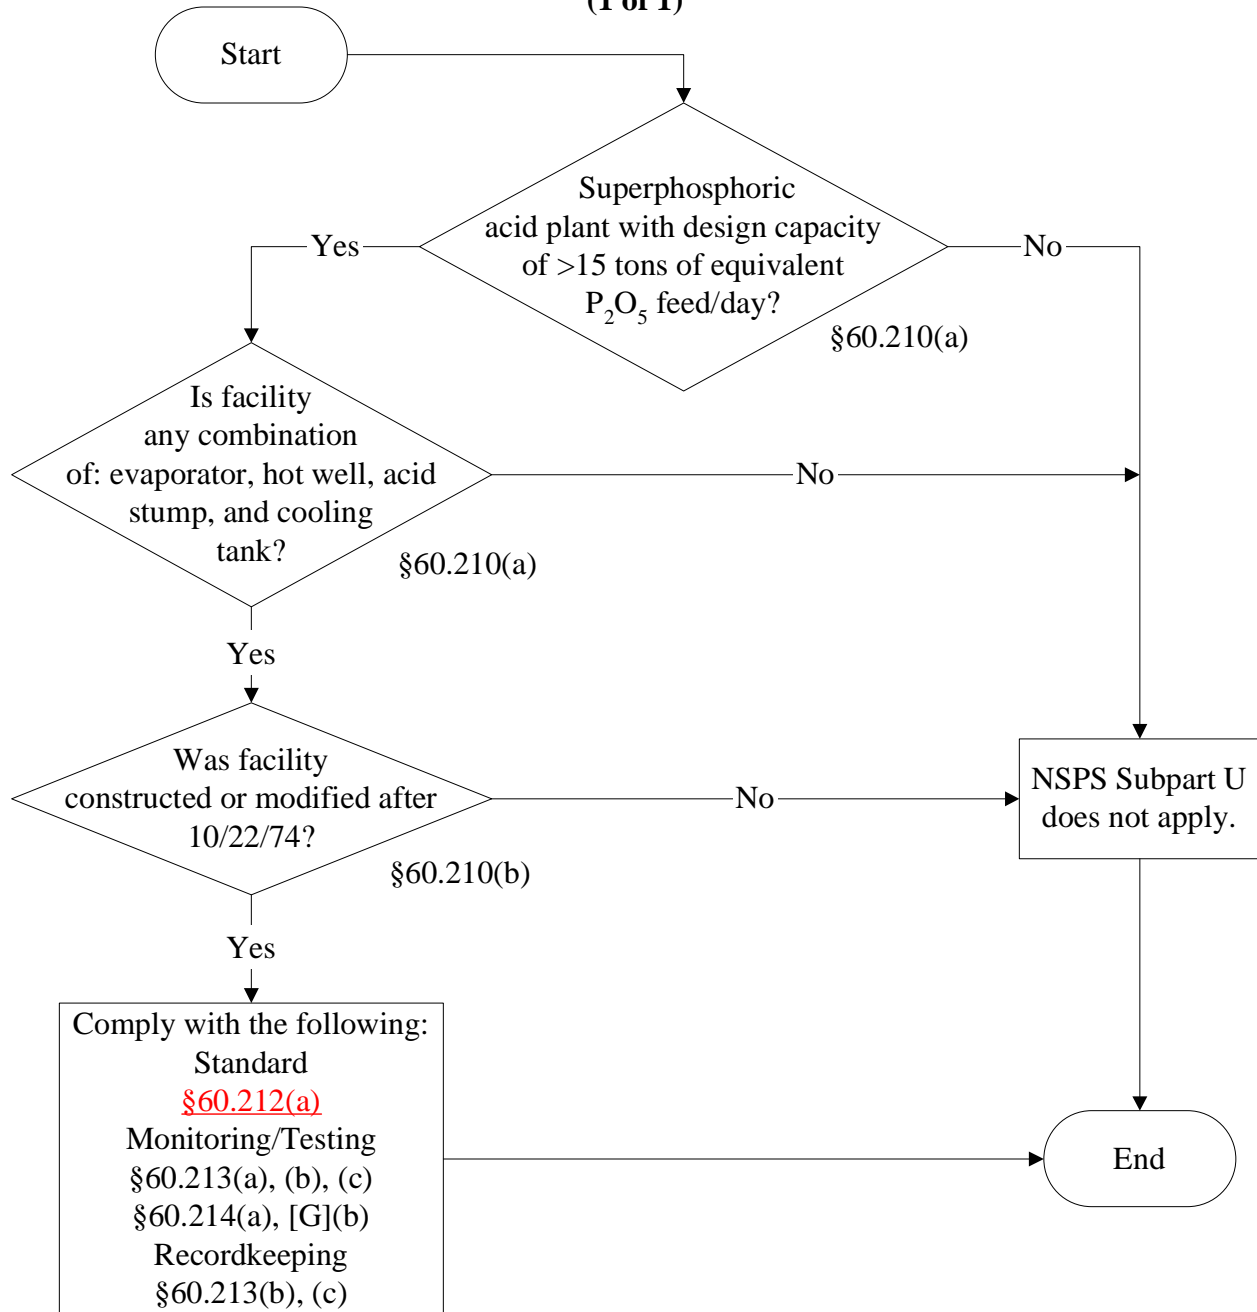 (1 of 1)
Start
Superphosphoric
acid plant with design capacity
of >15 tons of equivalent
P₂O₅ feed/day?
Yes
No
§60.210(a)
Is facility
any combination
of: evaporator, hot well, acid
stump, and cooling
tank?
No
§60.210(a)
Yes
Was facility
constructed or modified after
10/22/74?
No
NSPS Subpart U
does not apply.
§60.210(b)
Yes
Comply with the following:
Standard
§60.212(a)
Monitoring/Testing
§60.213(a), (b), (c)
§60.214(a), [G](b)
Recordkeeping
§60.213(b), (c)
End